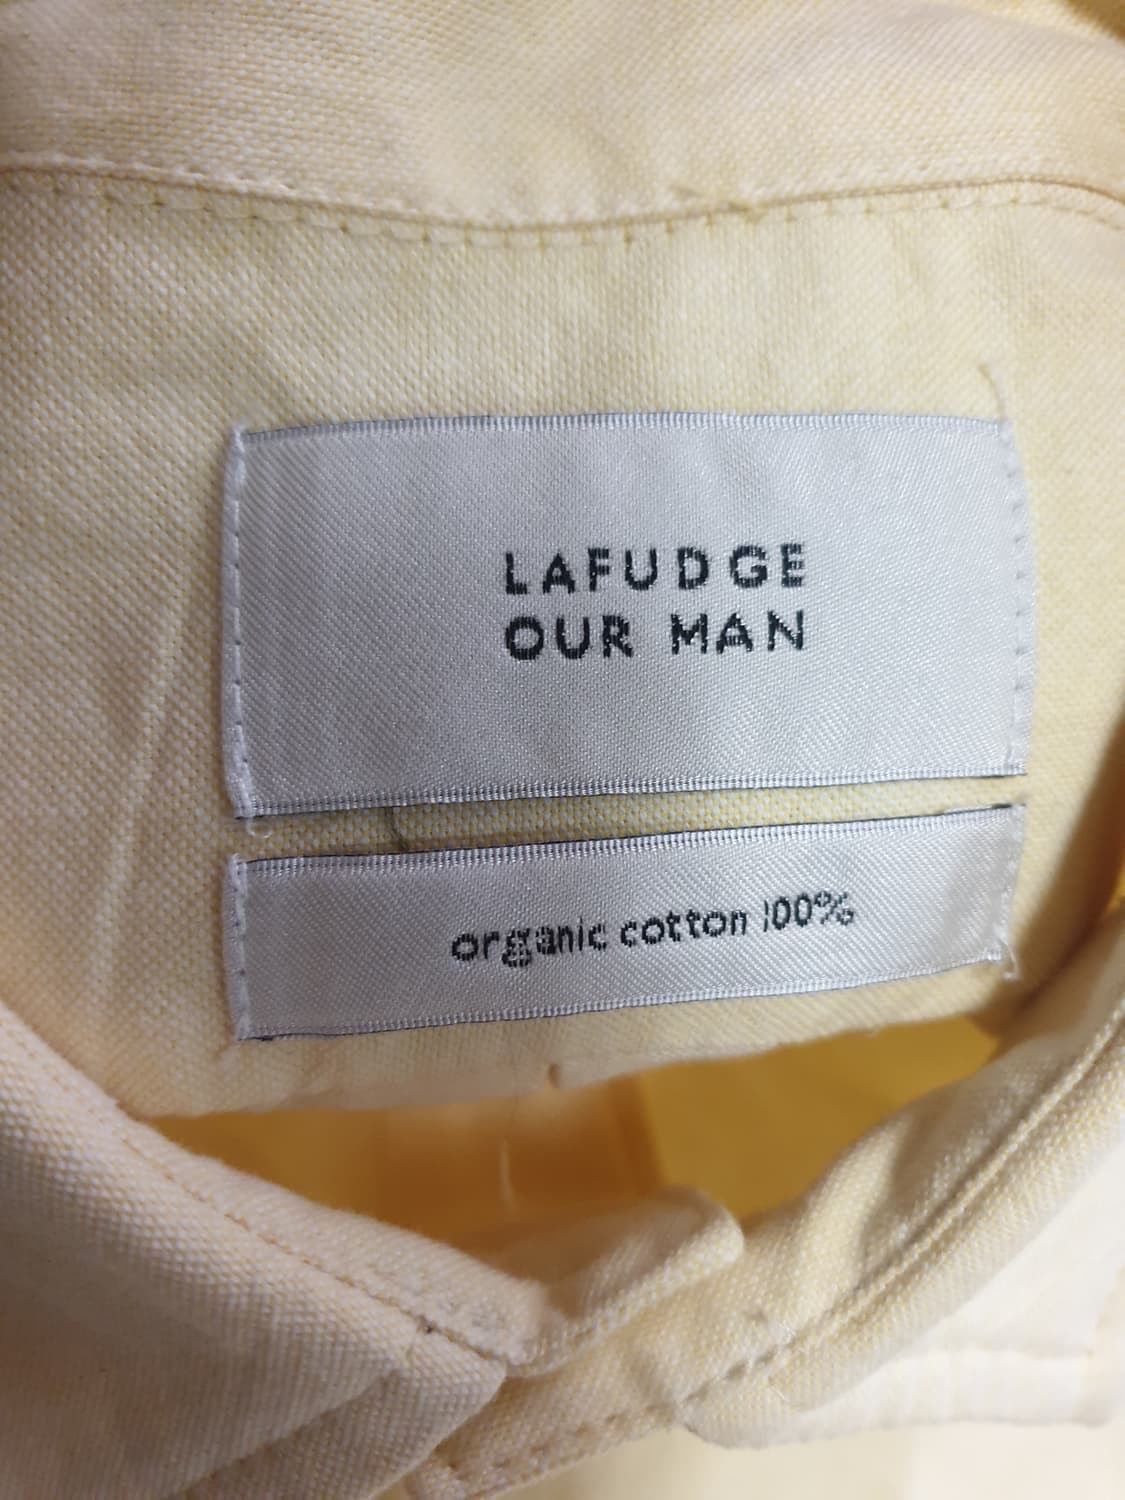 LAFUDGE
OUR MAN
organic cotton 100%